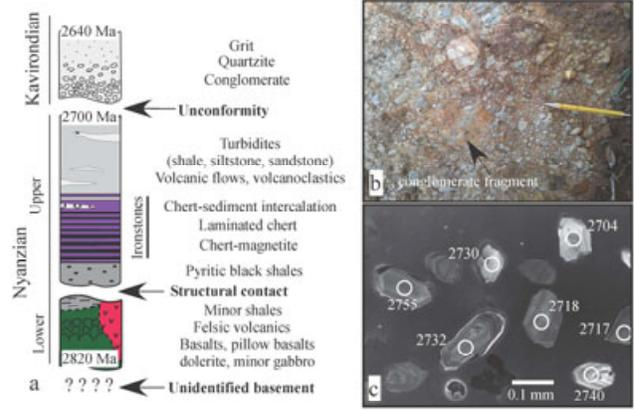 Kavirondian
2640 Ma
Grit
Quartzite
Conglomerate
Unconformity
2700 Ma
Nyanzian
Upper
Turbidites
(shale, siltstone, sandstone)
Volcanic flows, volcanoclastics
Ironstones
Chert-sediment intercalation
Laminated chert
Chert-magnetite
Pyritic black shales
Structural contact
Lower
Minor shales
Felsic volcanics
Basalts, pillow basalts
dolerite, minor gabbro
2820 Ma
a
? ? ? ?
Unidentified basement
b
conglomerate fragment
2704
2730
2755
2718
2717
2732
2740
0.1 mm
c